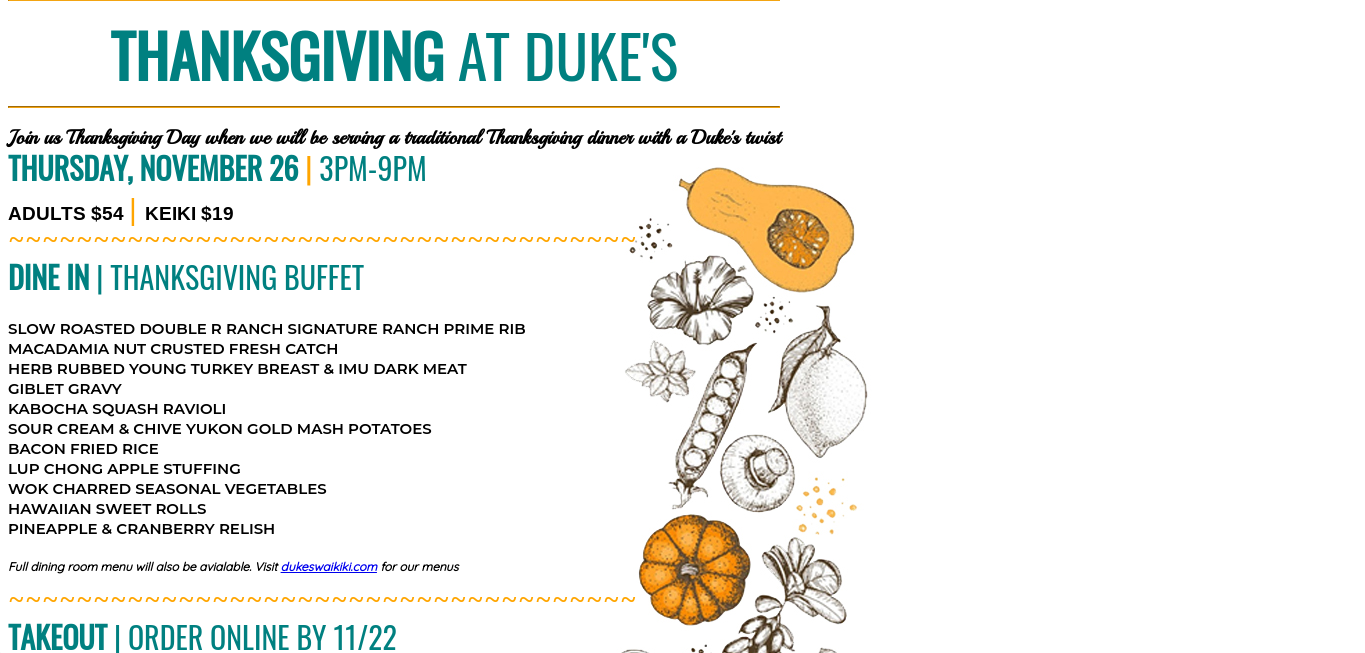 THANKSGIVING AT DUKE'S
Join us Thanksgiving Day when we will be serving a traditional Thanksgiving dinner with a Duke's twist
THURSDAY, NOVEMBER 26 | 3PM-9PM
ADULTS $54 | KEIKI $19
~~~~~~~~~~~~~~~~~~~~~~~~~~~~~~~~~~~~~
DINE IN | THANKSGIVING BUFFET
SLOW ROASTED DOUBLE R RANCH SIGNATURE RANCH PRIME RIB
MACADAMIA NUT CRUSTED FRESH CATCH
HERB RUBBED YOUNG TURKEY BREAST & IMU DARK MEAT
GIBLET GRAVY
KABOCHA SQUASH RAVIOLI
SOUR CREAM & CHIVE YUKON GOLD MASH POTATOES
BACON FRIED RICE
LUP CHONG APPLE STUFFING
WOK CHARRED SEASONAL VEGETABLES
HAWAIIAN SWEET ROLLS
PINEAPPLE & CRANBERRY RELISH
Full dining room menu will also be avialable. Visit dukeswaikiki.com for our menus
~~~~~~~~~~~~~~~~~~~~~~~~~~~~~~~~~~~~~
TAKEOUT | ORDER ONLINE BY 11/22